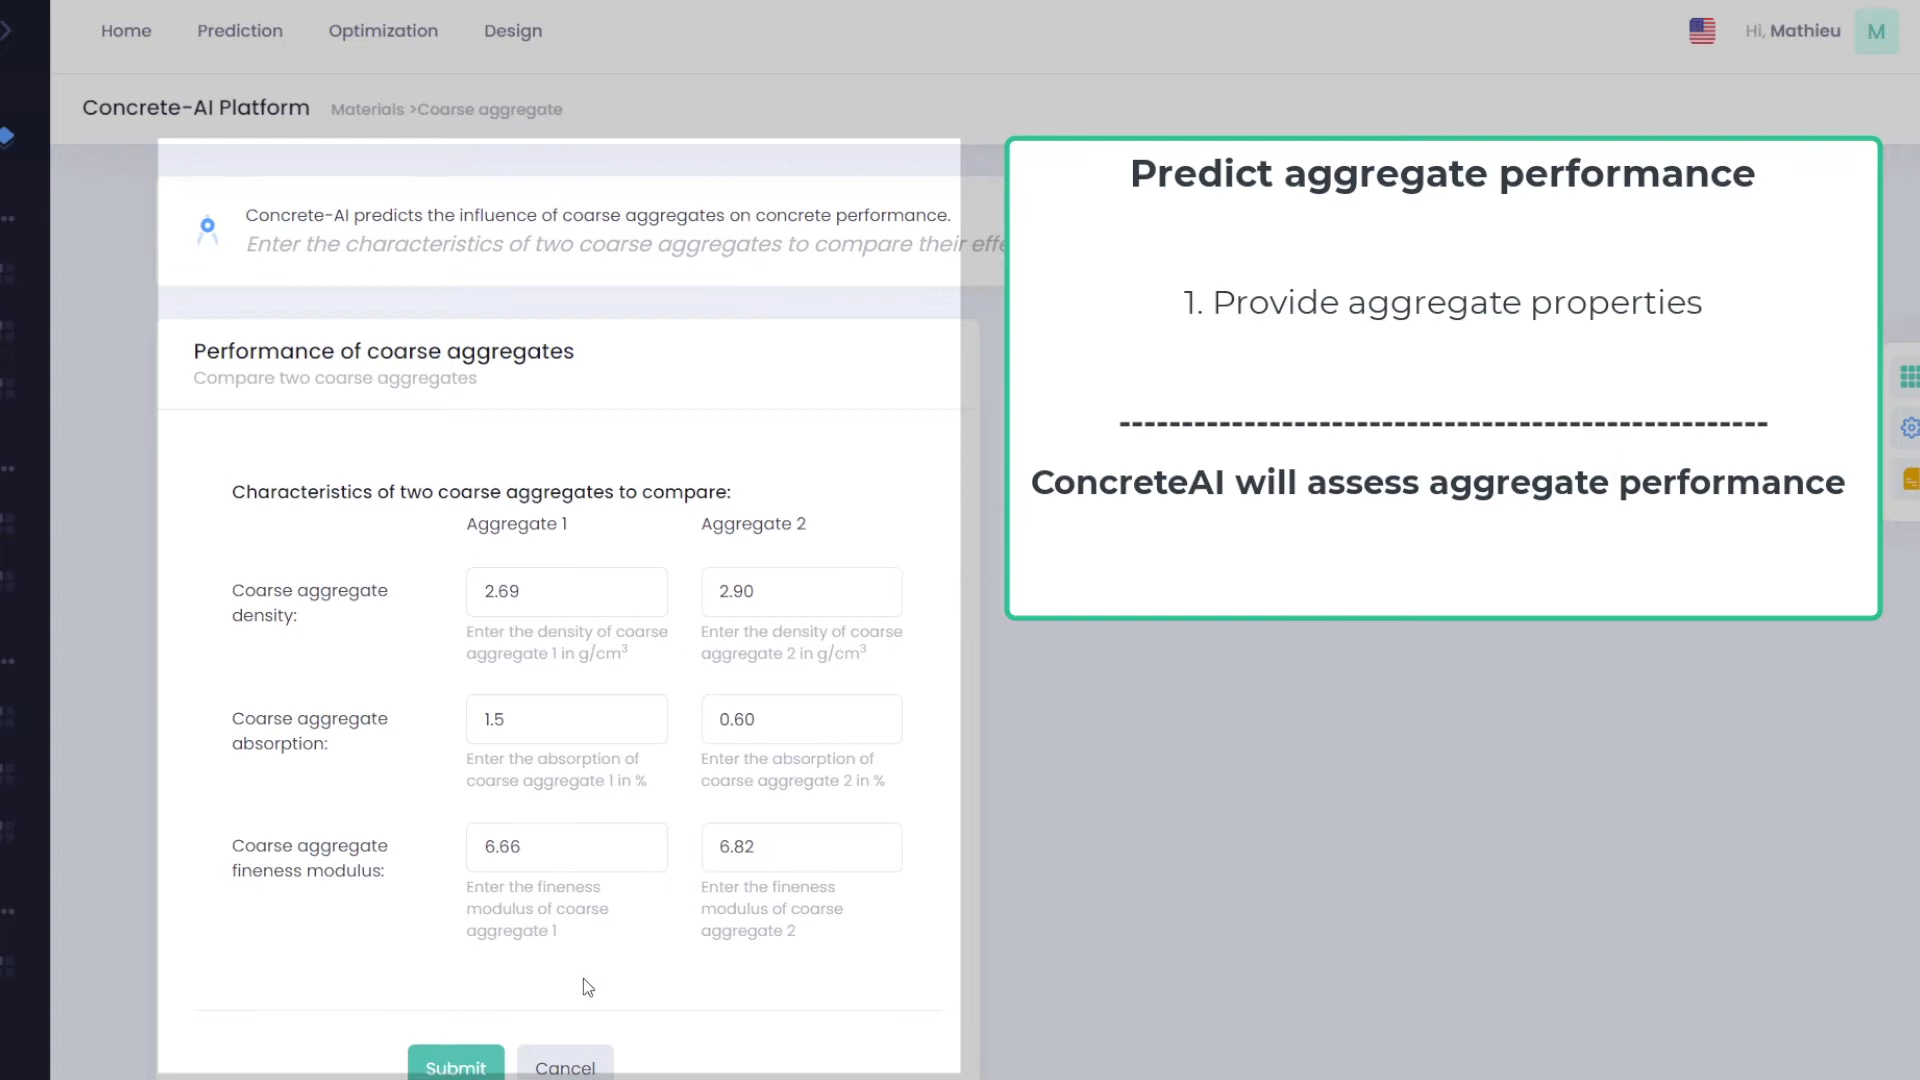 Home Prediction Optimization Design Hi, Mathieu M
Concrete-AI Platform Materials >Coarse aggregate
Concrete-AI predicts the influence of coarse aggregates on concrete performance.
Enter the characteristics of two coarse aggregates to compare their
Performance of coarse aggregates
Compare two coarse aggregates
Characteristics of two coarse aggregates to compare:
Aggregate 1 Aggregate 2
Coarse aggregate
density:
2.69
2.90
Enter the density of coarse
aggregate 1 in g/cm³
Enter the density of coarse
aggregate 2 in g/cm³
Coarse aggregate
absorption:
1.5
0.60
Enter the absorption of
coarse aggregate 1 in %
Enter the absorption of
coarse aggregate 2 in %
Coarse aggregate
fineness modulus:
6.66
6.82
Enter the fineness
modulus of coarse
aggregate 1
Enter the fineness
modulus of coarse
aggregate 2
Submit Cancel
Predict aggregate performance
1. Provide aggregate properties
----------------------------------------------------
ConcreteAI will assess aggregate performance